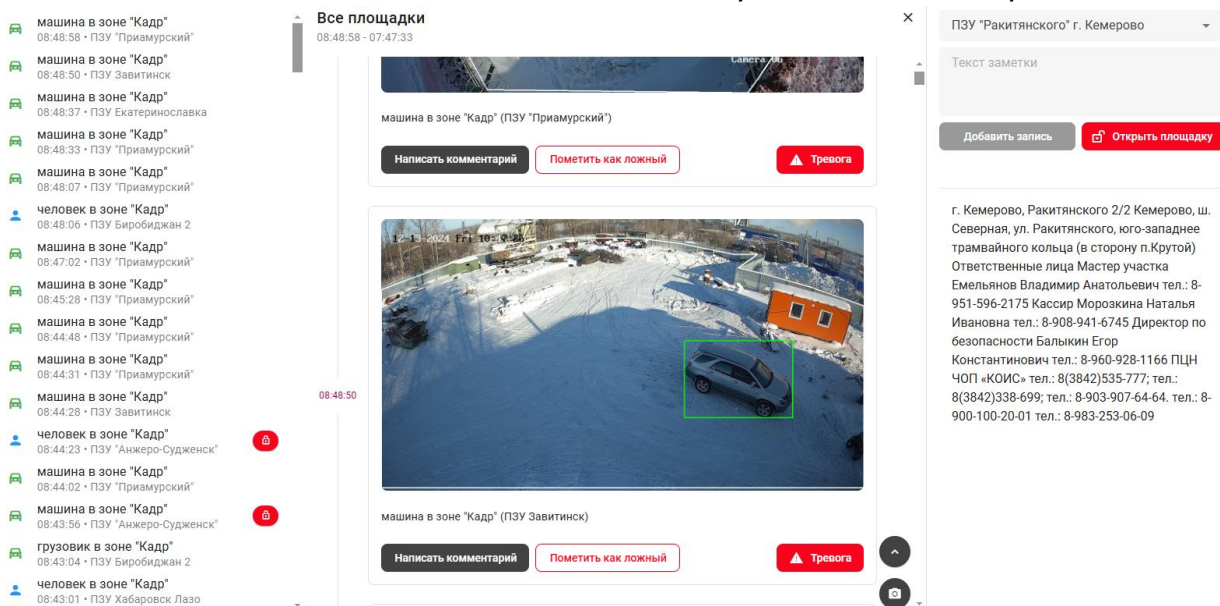 машина в зоне "Кадр"
08:48:58 • ПЗУ "Приамурский"
машина в зоне "Кадр"
08:48:50 • ПЗУ Завитинск
машина в зоне "Кадр"
08:48:37 • ПЗУ Екатеринославка
машина в зоне "Кадр"
08:48:33 • ПЗУ "Приамурский"
машина в зоне "Кадр"
08:48:07 • ПЗУ "Приамурский"
человек в зоне "Кадр"
08:48:06 • ПЗУ Биробиджан 2
машина в зоне "Кадр"
08:47:02 • ПЗУ "Приамурский"
машина в зоне "Кадр"
08:45:28 • ПЗУ "Приамурский"
машина в зоне "Кадр"
08:44:48 • ПЗУ "Приамурский"
машина в зоне "Кадр"
08:44:31 • ПЗУ "Приамурский"
машина в зоне "Кадр"
08:44:28 • ПЗУ Завитинск
человек в зоне "Кадр"
08:44:23 • ПЗУ "Анжеро-Судженск"
машина в зоне "Кадр"
08:44:02 • ПЗУ "Приамурский"
машина в зоне "Кадр"
08:43:56 • ПЗУ "Анжеро-Судженск"
грузовик в зоне "Кадр"
08:43:04 • ПЗУ Биробиджан 2
человек в зоне "Кадр"
08:43:01 • ПЗУ Хабаровск Лазо
Все площадки
08:48:58 - 07:47:33
Camera 06
машина в зоне "Кадр" (ПЗУ "Приамурский")
Написать комментарий
Пометить как ложный
Тревога
08:48:50
2024 Fri
машина в зоне "Кадр" (ПЗУ Завитинск)
Написать комментарий
Пометить как ложный
Тревога
ПЗУ "Ракитянского" г. Кемерово
Текст заметки
Добавить запись
Открыть площадку
г. Кемерово, Ракитянского 2/2 Кемерово, ш.
Северная, ул. Ракитянского, юго-западнее
трамвайного кольца (в сторону п.Крутой)
Ответственные лица Мастер участка
Емельянов Владимир Анатольевич тел.: 8-
951-596-2175 Кассир Морозкина Наталья
Ивановна тел.: 8-908-941-6745 Директор по
безопасности Балыкин Егор
Константинович тел.: 8-960-928-1166 ПЦН
ЧОП «КОИС» тел.: 8(3842)535-777; тел.:
8(3842)338-699; тел.: 8-903-907-64-64. тел.: 8-
900-100-20-01 тел.: 8-983-253-06-09